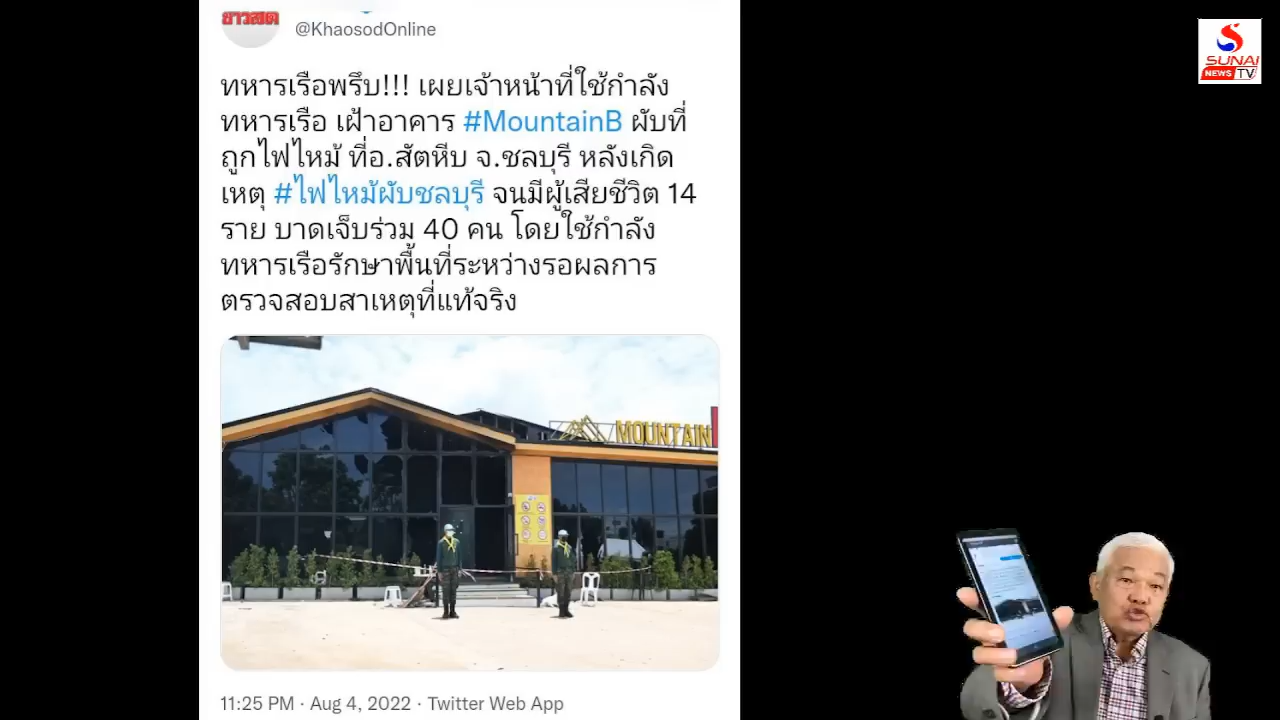 ข่าวสด
@KhaosodOnline
SUNAI
NEWS TV
ทหารเรือพรึบ!!! เผยเจ้าหน้าที่ใช้กำลัง
ทหารเรือ เฝ้าอาคาร #MountainB ผับที่
ถูกไฟไหม้ ที่อ.สัตหีบ จ.ชลบุรี หลังเกิด
เหตุ #ไฟไหม้ผับชลบุรี จนมีผู้เสียชีวิต 14
ราย บาดเจ็บร่วม 40 คน โดยใช้กำลัง
ทหารเรือรักษาพื้นที่ระหว่างรอผลการ
ตรวจสอบสาเหตุที่แท้จริง
MOUNTAIN
11:25 PM · Aug 4, 2022 · Twitter Web App